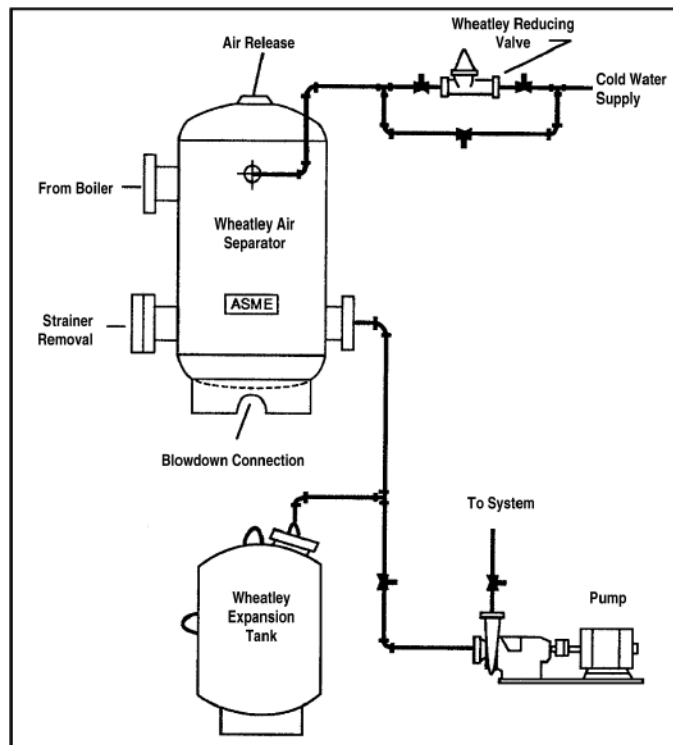 Air Release
Wheatley Reducing
Valve
Cold Water
Supply
From Boiler
Wheatley Air
Separator
ASME
Strainer
Removal
Blowdown Connection
To System
Wheatley
Expansion
Tank
Pump